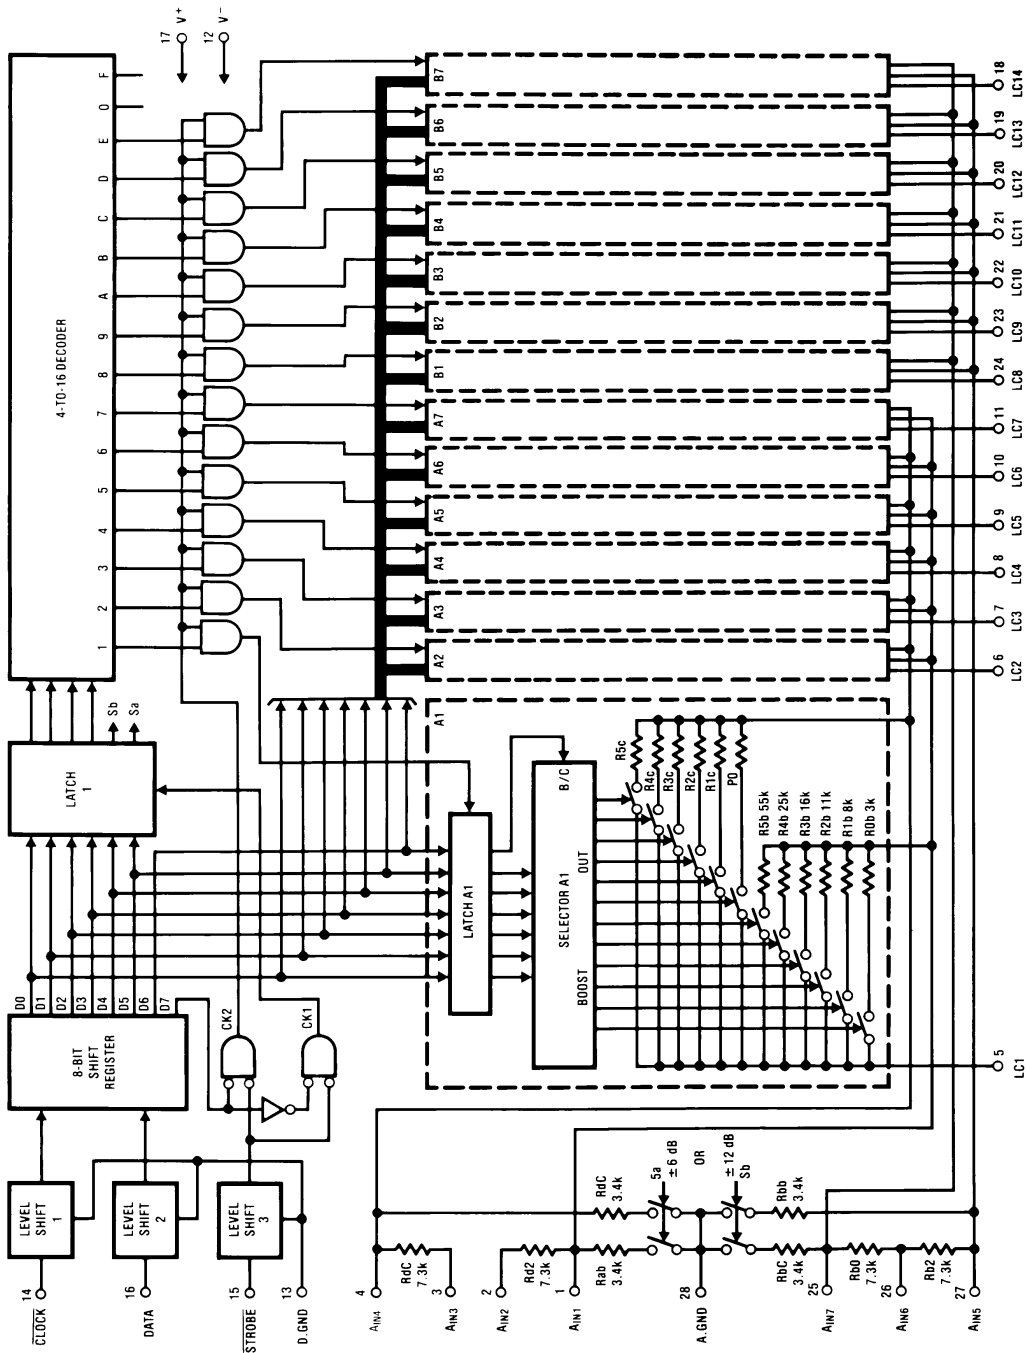 CLOCK
14
LEVEL
SHIFT
1
DATA
16
LEVEL
SHIFT
2
STROBE
15
LEVEL
SHIFT
3
D.GND
13
8-BIT
SHIFT
REGISTER
D0
D1
D2
D3
D4
D5
D6
D7
CK2
CK1
LATCH
1
Sb
Sa
4-TO-16 DECODER
1 2 3 4 5 6 7 8 9 A B C D E O F
17 V+
12 V−
AIN4
4
RdC
7.3k
AIN3
3
AIN2
2
Rd2
7.3k
AIN1
1
RdC
3.4k
Rab
3.4k
5a
±6 dB
OR
±12 dB
Sb
A.GND
28
Rbb
3.4k
RbC
3.4k
AIN7
25
Rb0
7.3k
AIN6
26
Rb2
7.3k
AIN5
27
A1
LATCH A1
SELECTOR A1
B/C
BOOST
OUT
R5c
R4c
R3c
R2c
R1c
P0
R5b 55k
R4b 25k
R3b 16k
R2b 11k
R1b 8k
R0b 3k
A2 A3 A4 A5 A6 A7 B1 B2 B3 B4 B5 B6 B7
5 6 7 8 9 10 11 24 23 22 21 20 19 18
LC1 LC2 LC3 LC4 LC5 LC6 LC7 LC8 LC9 LC10 LC11 LC12 LC13 LC14